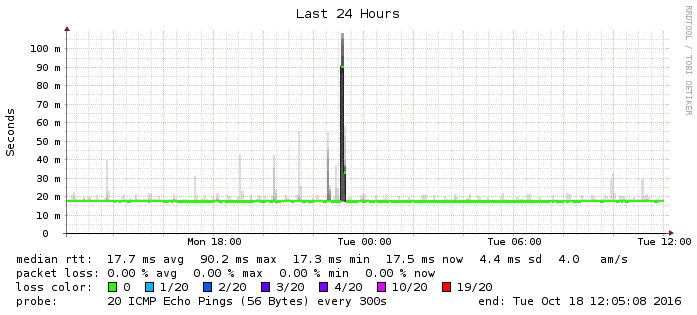 Last 24 Hours
RRDTOOL / TOBI OETIKER
Seconds
100 m
90 m
80 m
70 m
60 m
50 m
40 m
30 m
20 m
10 m
0
Mon 18:00 Tue 00:00 Tue 06:00 Tue 12:00
median rtt: 17.7 ms avg 90.2 ms max 17.3 ms min 17.5 ms now 4.4 ms sd 4.0 am/s
packet loss: 0.00 % avg 0.00 % max 0.00 % min 0.00 % now
loss color: 0 1/20 2/20 3/20 4/20 10/20 19/20
probe: 20 ICMP Echo Pings (56 Bytes) every 300s end: Tue Oct 18 12:05:08 2016